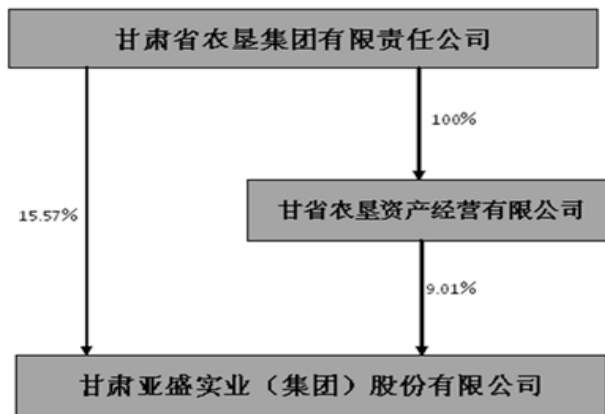 甘肃省农垦集团有限责任公司
100%
甘省农垦资产经营有限公司
15.57%
9.01%
甘肃亚盛实业（集团）股份有限公司